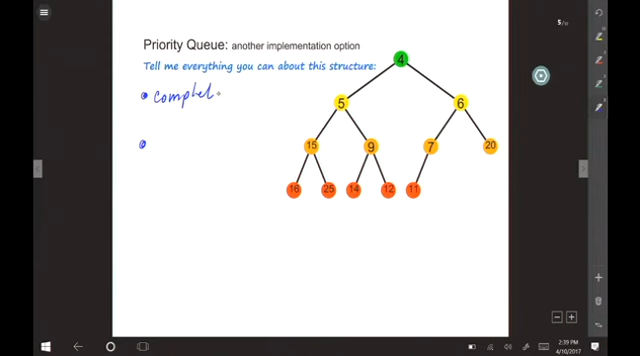 5/
Priority Queue: another implementation option
Tell me everything you can about this structure:
• complet
4
5 6
15 9 7 20
16 25 14 12 11
2:39 PM
4/10/2017